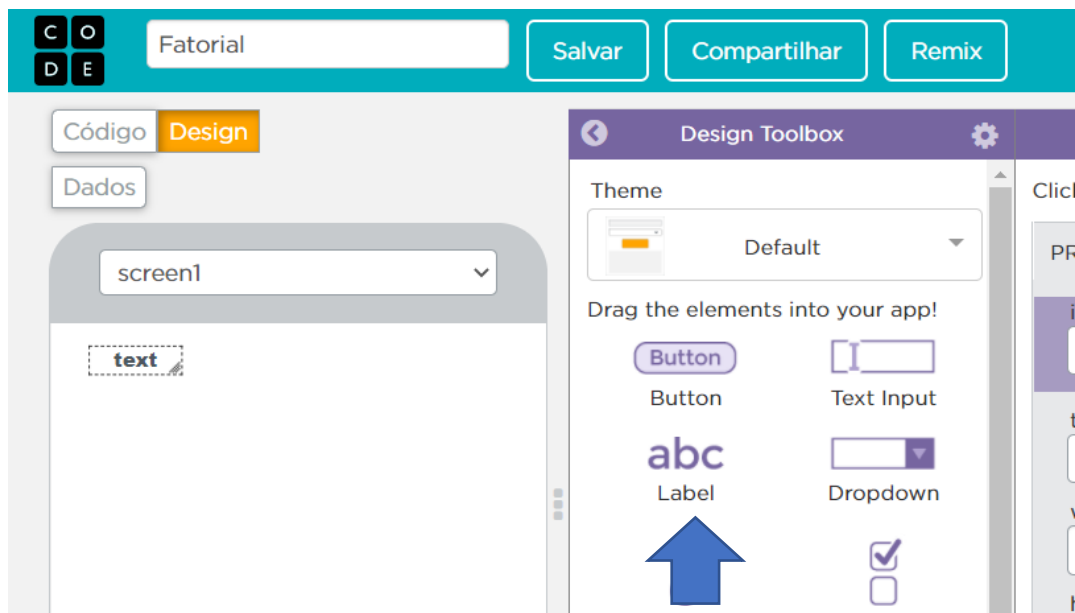 CODE
Fatorial
Salvar
Compartilhar
Remix
Código
Design
Dados
screen1
text
Design Toolbox
Theme
Default
Drag the elements into your app!
Button
Button
Text Input
abc
Label
Dropdown